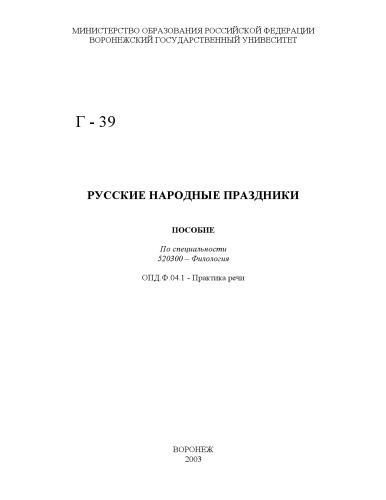 МИНИСТЕРСТВО ОБРАЗОВАНИЯ РОССИЙСКОЙ ФЕДЕРАЦИИ
ВОРОНЕЖСКИЙ ГОСУДАРСТВЕННЫЙ УНИВЕСИТЕТ
Г - 39
РУССКИЕ НАРОДНЫЕ ПРАЗДНИКИ
ПОСОБИЕ
По специальности
520300 – Филология
ОПД.Ф.04.1 - Практика речи
ВОРОНЕЖ
2003